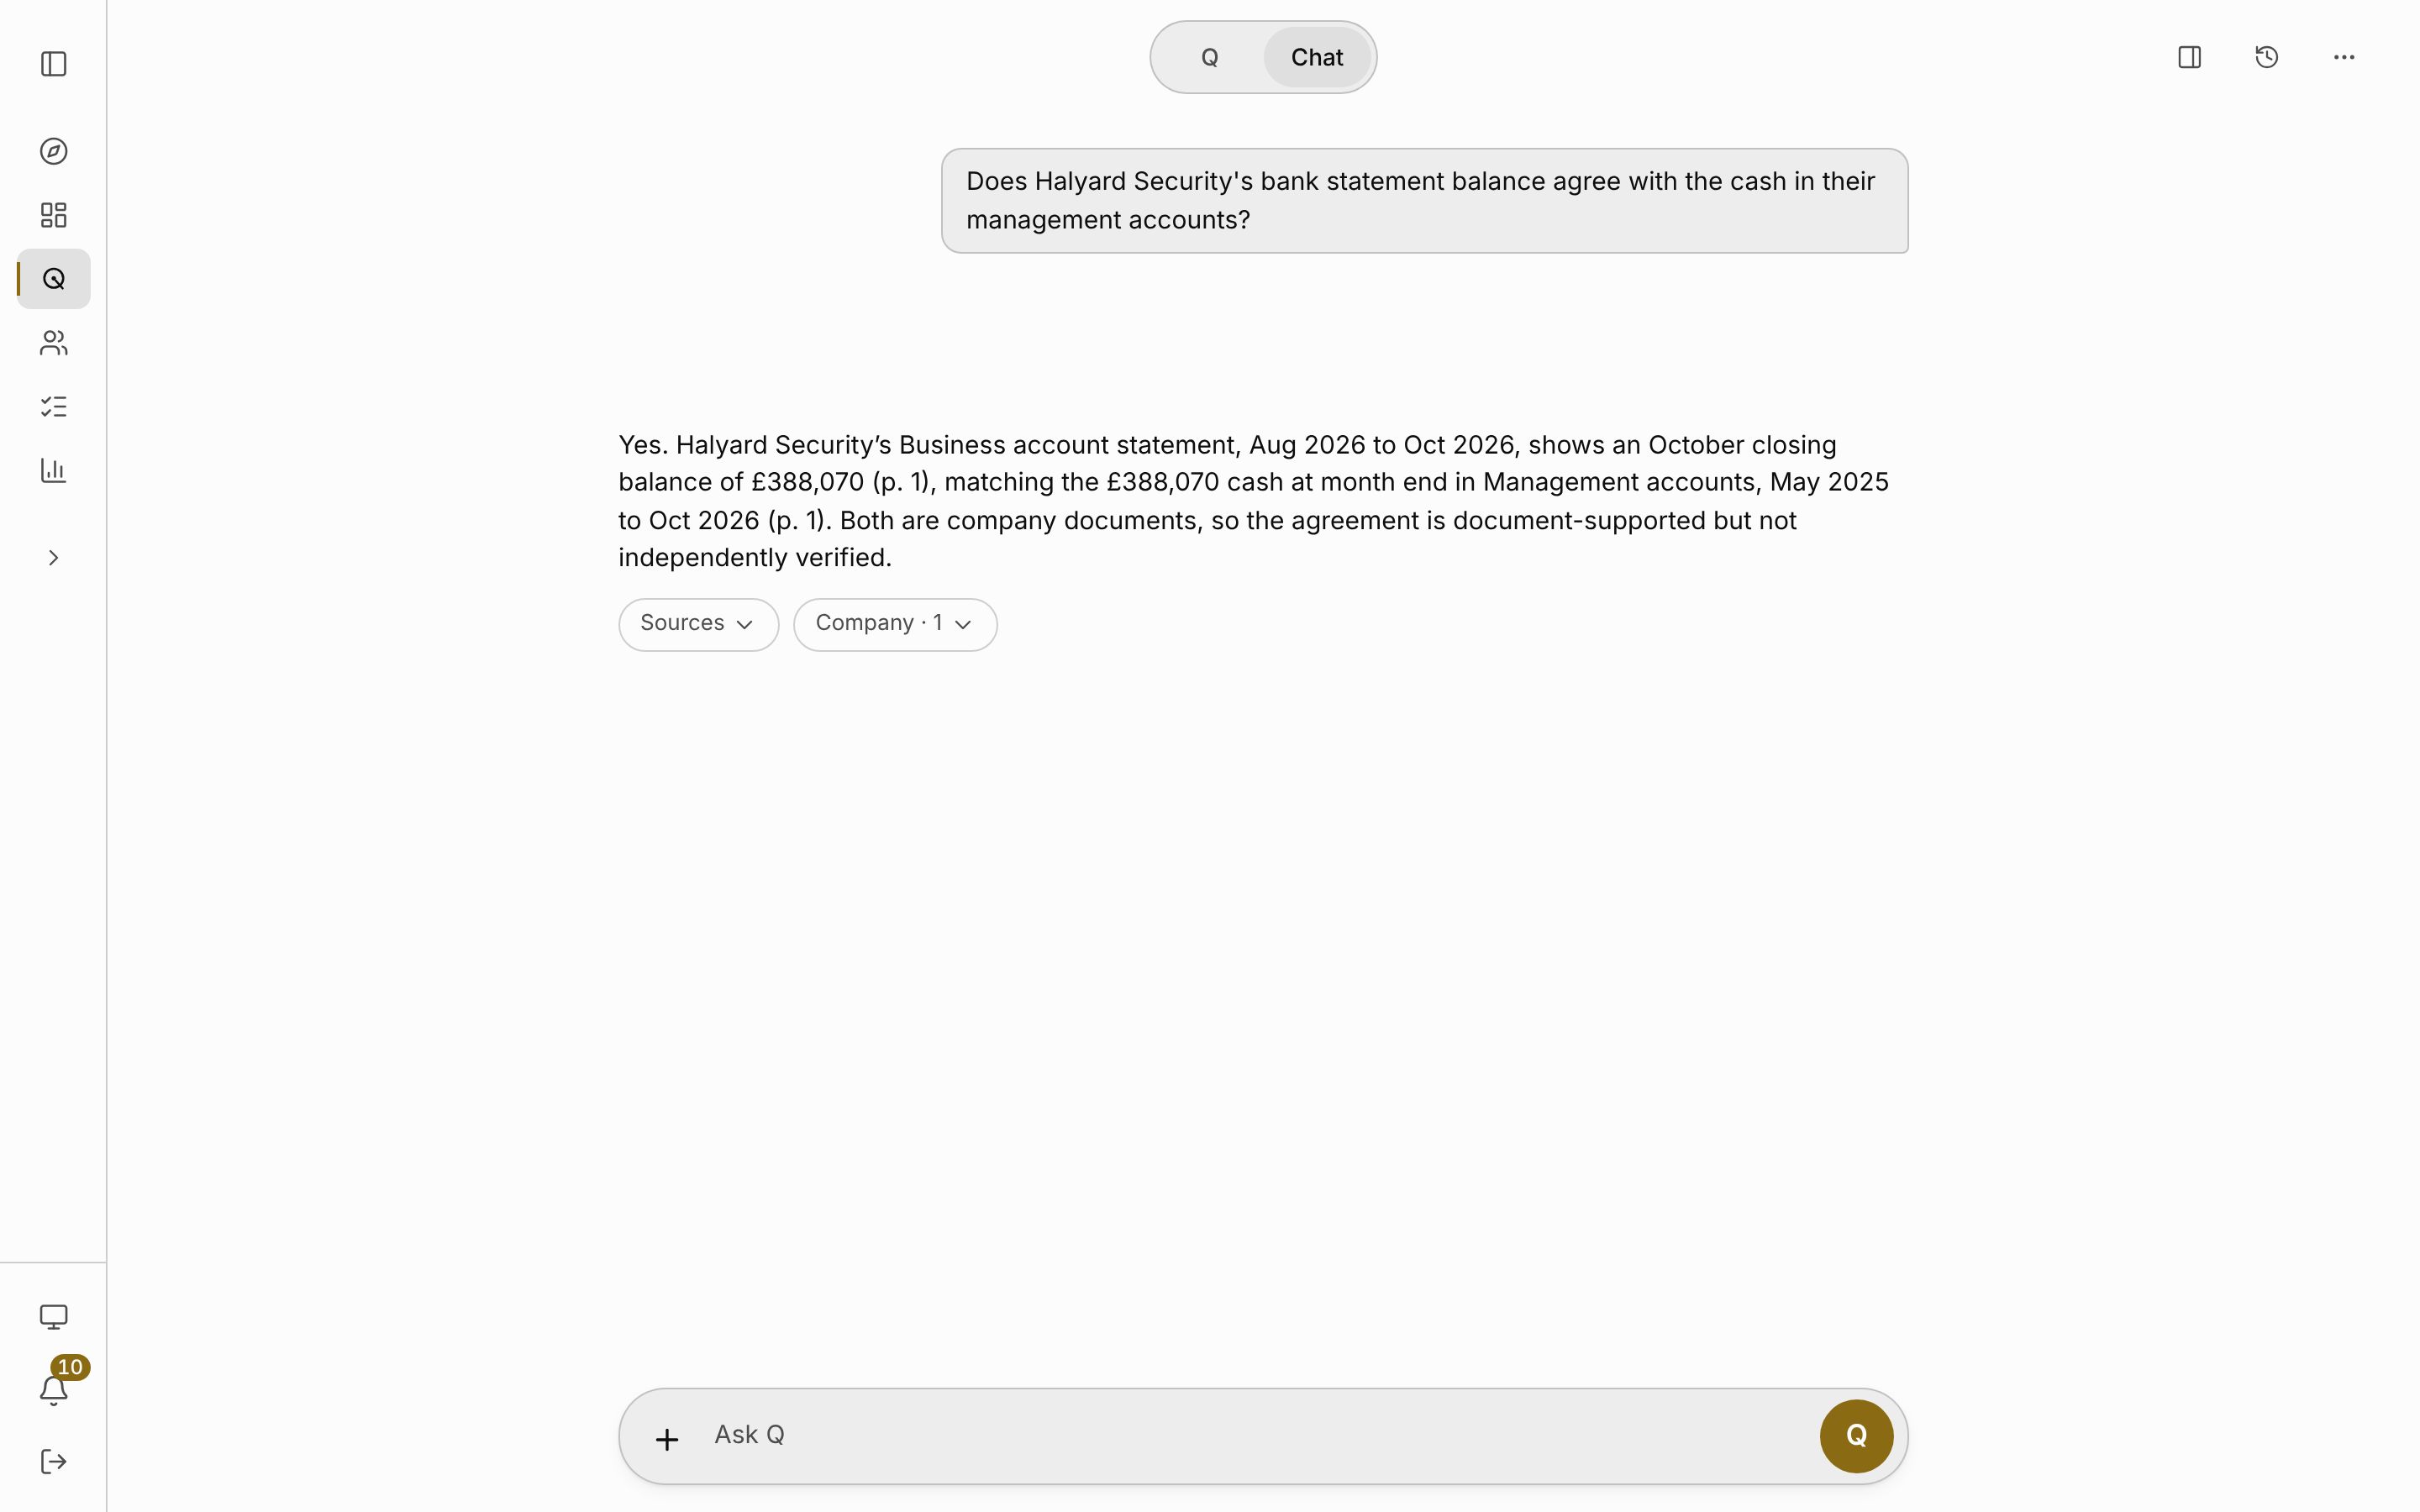 Q
Chat
Does Halyard Security's bank statement balance agree with the cash in their
management accounts?
Yes. Halyard Security’s Business account statement, Aug 2026 to Oct 2026, shows an October closing
balance of £388,070 (p. 1), matching the £388,070 cash at month end in Management accounts, May 2025
to Oct 2026 (p. 1). Both are company documents, so the agreement is document-supported but not
independently verified.
Sources
Company · 1
10
Ask Q
Q